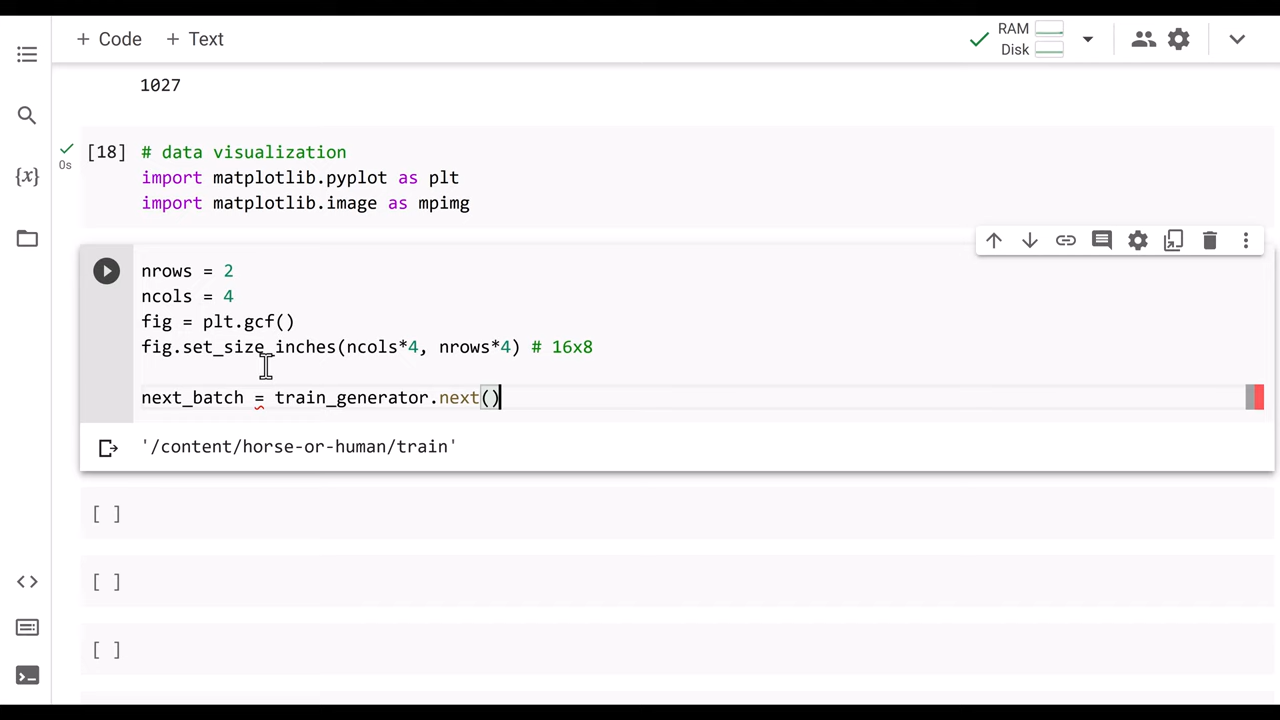 + Code + Text
RAM
Disk
1027
[18] # data visualization
0s
import matplotlib.pyplot as plt
import matplotlib.image as mpimg
{x}
nrows = 2
ncols = 4
fig = plt.gcf()
fig.set_size_inches(ncols*4, nrows*4) # 16x8
next_batch = train_generator.next()
'/content/horse-or-human/train'
[ ]
[ ]
[ ]